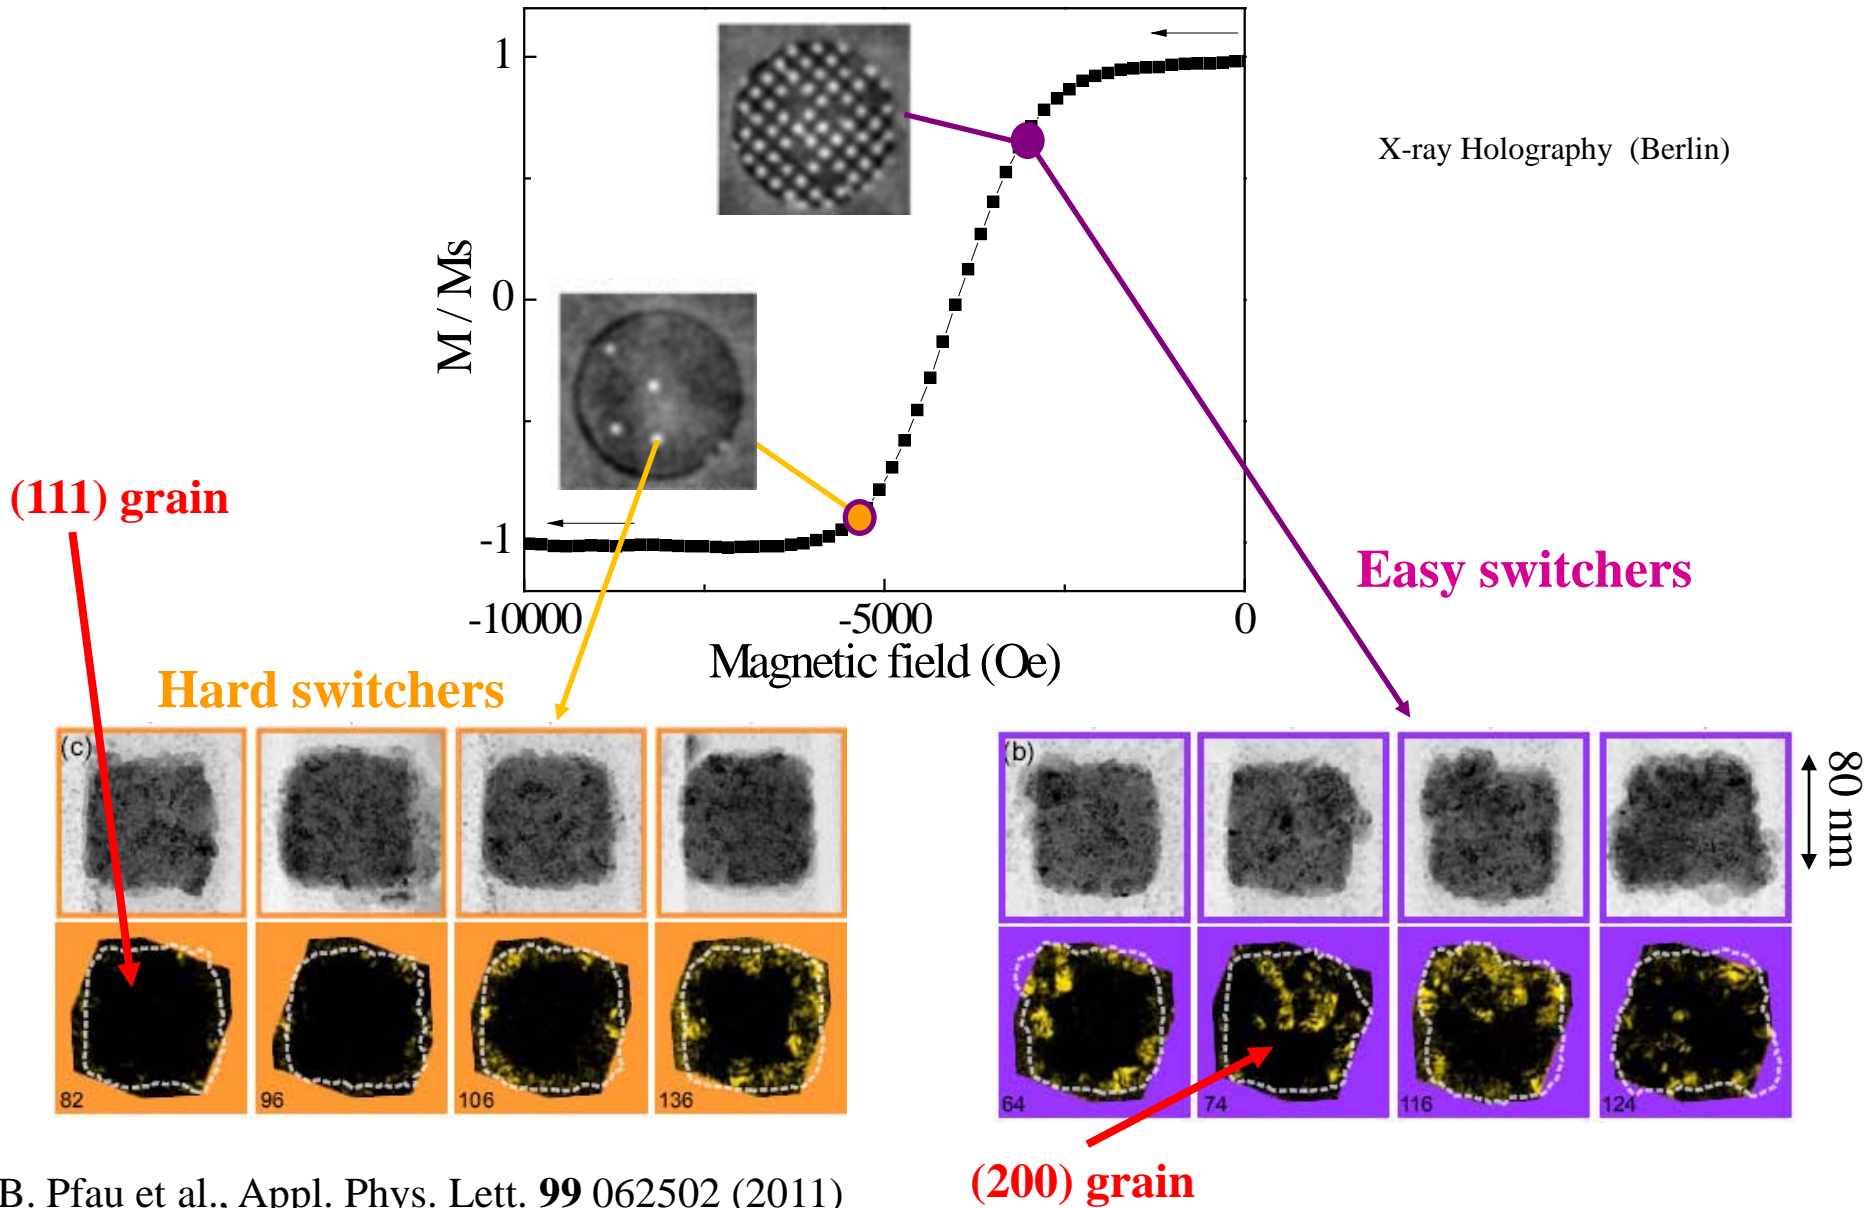 1
X-ray Holography  (Berlin)
M / Ms
0
(111) grain
-1
Easy switchers
-10000
-5000
0
Magnetic field (Oe)
Hard switchers
(c)
(b)
80 nm
82
96
106
136
64
74
116
124
(200) grain
B. Pfau et al., Appl. Phys. Lett. 99 062502 (2011)